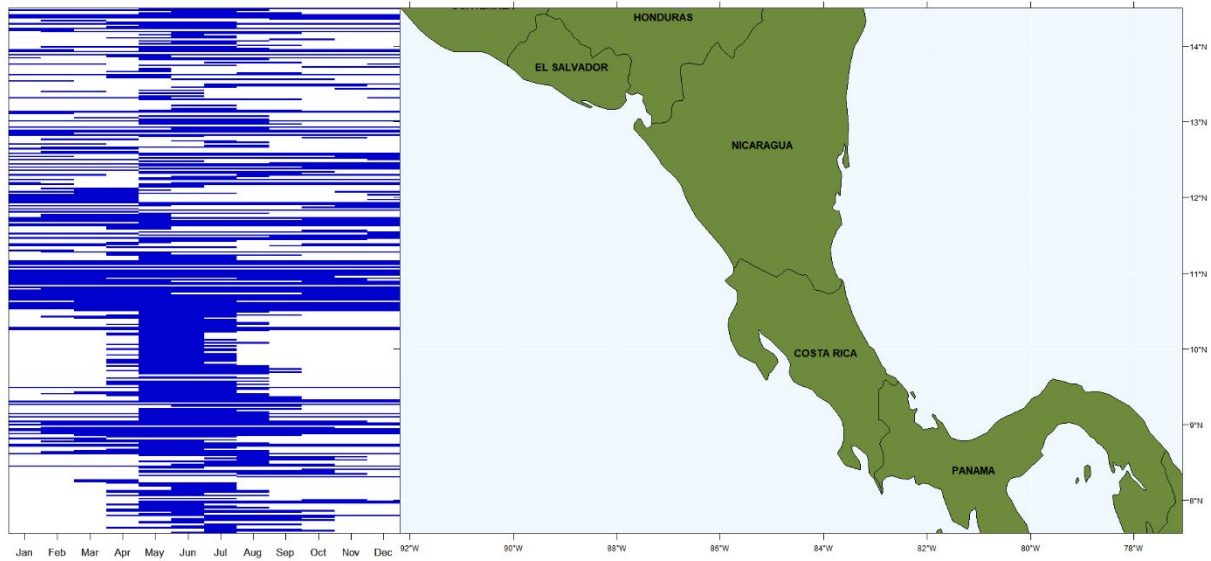 HONDURAS
14°N
EL SALVADOR
13°N
NICARAGUA
12°N
11°N
10°N
COSTA RICA
9°N
PANAMA
8°N
Jan Feb Mar Apr May Jun Jul Aug Sep Oct Nov Dec 92°W 90°W 88°W 86°W 84°W 82°W 80°W 78°W